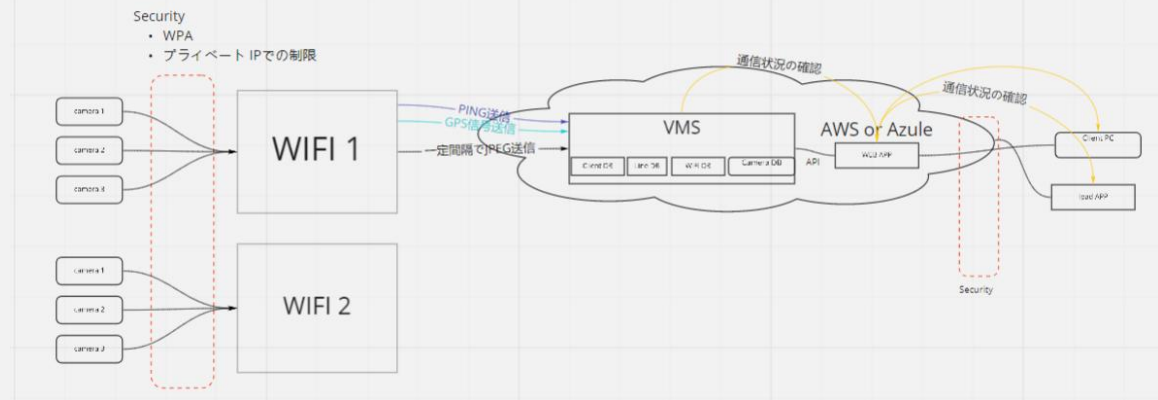 Security
• WPA
• プライベート IPでの制限
camera 1
camera 2
camera 3
WIFI 1
PING送信
GPS信号送信
一定間隔でJPEG送信
VMS
Client DB
Line DB
Wifi DB
Camera DB
通信状況の確認
AWS or Azule
API
Web APP
通信状況の確認
Client PC
Ipad APP
Security
camera 1
camera 2
camera 3
WIFI 2